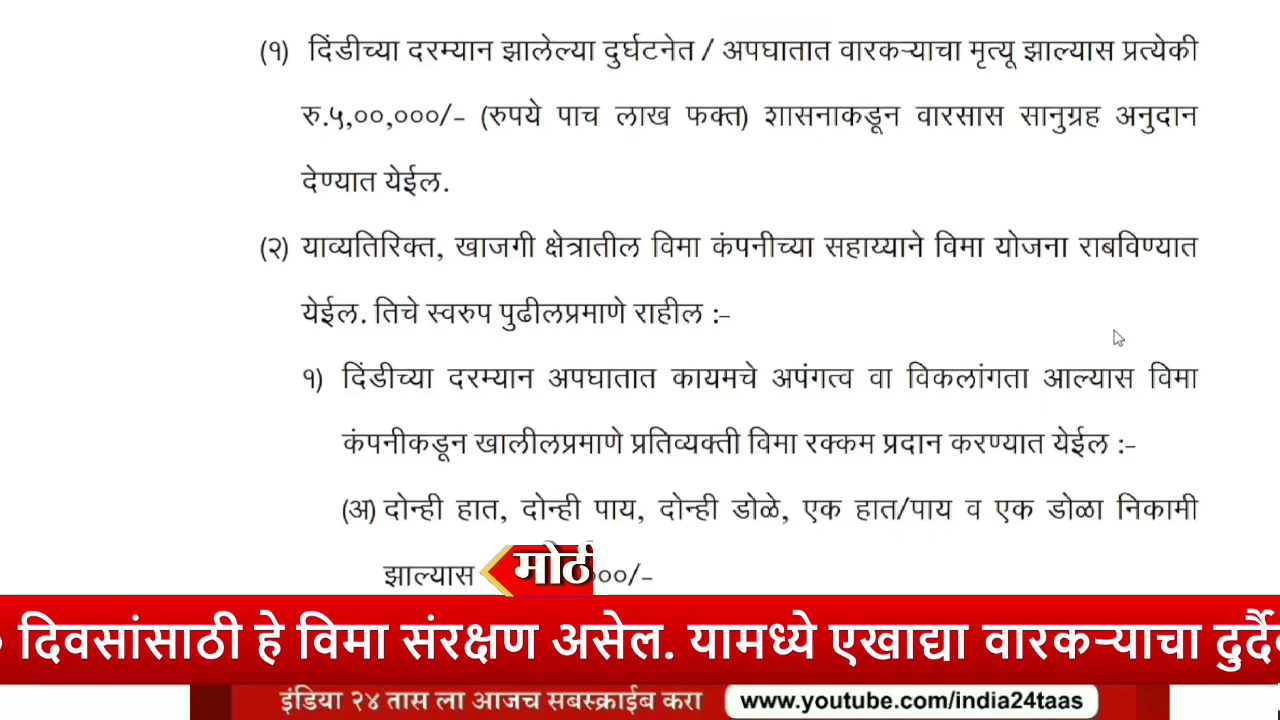 (१) दिंडीच्या दरम्यान झालेल्या दुर्घटनेत / अपघातात वारकऱ्याचा मृत्यू झाल्यास प्रत्येकी
रु.५,००,०००/- (रुपये पाच लाख फक्त) शासनाकडून वारसास सानुग्रह अनुदान
देण्यात येईल.
(२) याव्यतिरिक्त, खाजगी क्षेत्रातील विमा कंपनीच्या सहाय्याने विमा योजना राबविण्यात
येईल. तिचे स्वरुप पुढीलप्रमाणे राहील :-
१) दिंडीच्या दरम्यान अपघातात कायमचे अपंगत्व वा विकलांगता आल्यास विमा
कंपनीकडून खालीलप्रमाणे प्रतिव्यक्ती विमा रक्कम प्रदान करण्यात येईल :-
(अ) दोन्ही हात, दोन्ही पाय, दोन्ही डोळे, एक हात/पाय व एक डोळा निकामी
झाल्यास ००/-
दिवसांसाठी हे विमा संरक्षण असेल. यामध्ये एखाद्या वारकऱ्याचा
इंडिया २४ तास ला आजच सबस्क्राईब करा www.youtube.com/india24taas